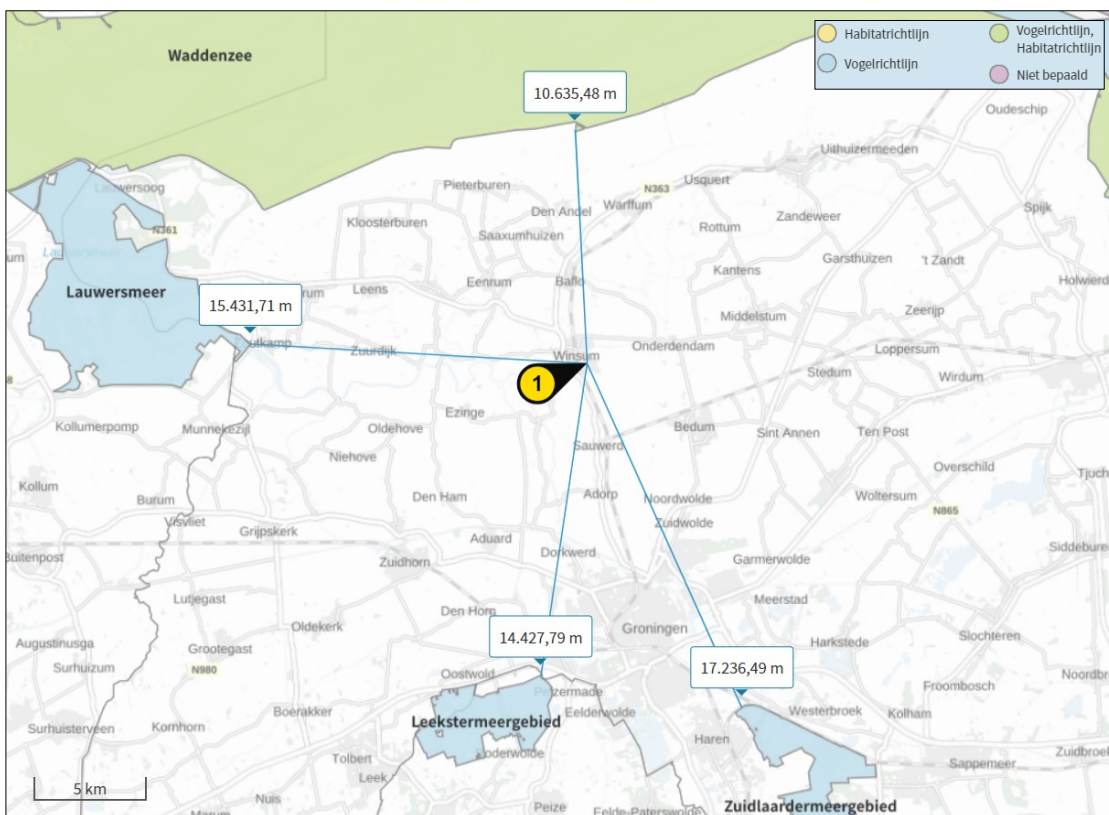 Waddenzee
Habitatrichtlijn
Vogelrichtlijn,
Habitatrichtlijn
Vogelrichtlijn
Niet bepaald
10.635,48 m
Oudeschip
Uithuizermeeden
Usquert
N363
Pieterburen
Warffum
Lauwersoog
Den Andel
Spijk
Kloosterburen
Zandeweer
N361
Rottum
Saaxumhuizen
Garsthuizen
't Zandt
Kantens
Holwierd
Eenrum
Baflo
Leens
Lauwersmeer
15.431,71 m
Zeerijp
Middelstum
Zuurdijk
Winsum
Onderdendam
Loppersum
1
Stedum
Wirdum
Ezinge
Kollumerpomp
Munnekezijl
Oldehove
Bedum
Sint Annen
Ten Post
Sauwerd
Niehove
Overschild
Kollum
Den Ham
Adorp
Noordwolde
Woltersum
Burum
N865
Visvliet
Zuidwolde
Grijpskerk
Aduard
Buitenpost
Dorkwerd
Garmerwolde
Zuidhorn
Lutjegast
Meerstad
Den Horn
Oldekerk
Groningen
14.427,79 m
Harkstede
Slochteren
Augustinusga
Grootegast
Surhuizum
N980
Oostwold
17.236,49 m
Froombosch
Boerakker
Eelderwolde
Westerbroek
Kolham
Leekstermeergebied
Surhuisterveen
Kornhorn
Haren
Tolbert
Sappemeer
Leek
5 km
Nuis
Marum
Peize
Eelde-Paterswolde
Zuidlaardermeergebied